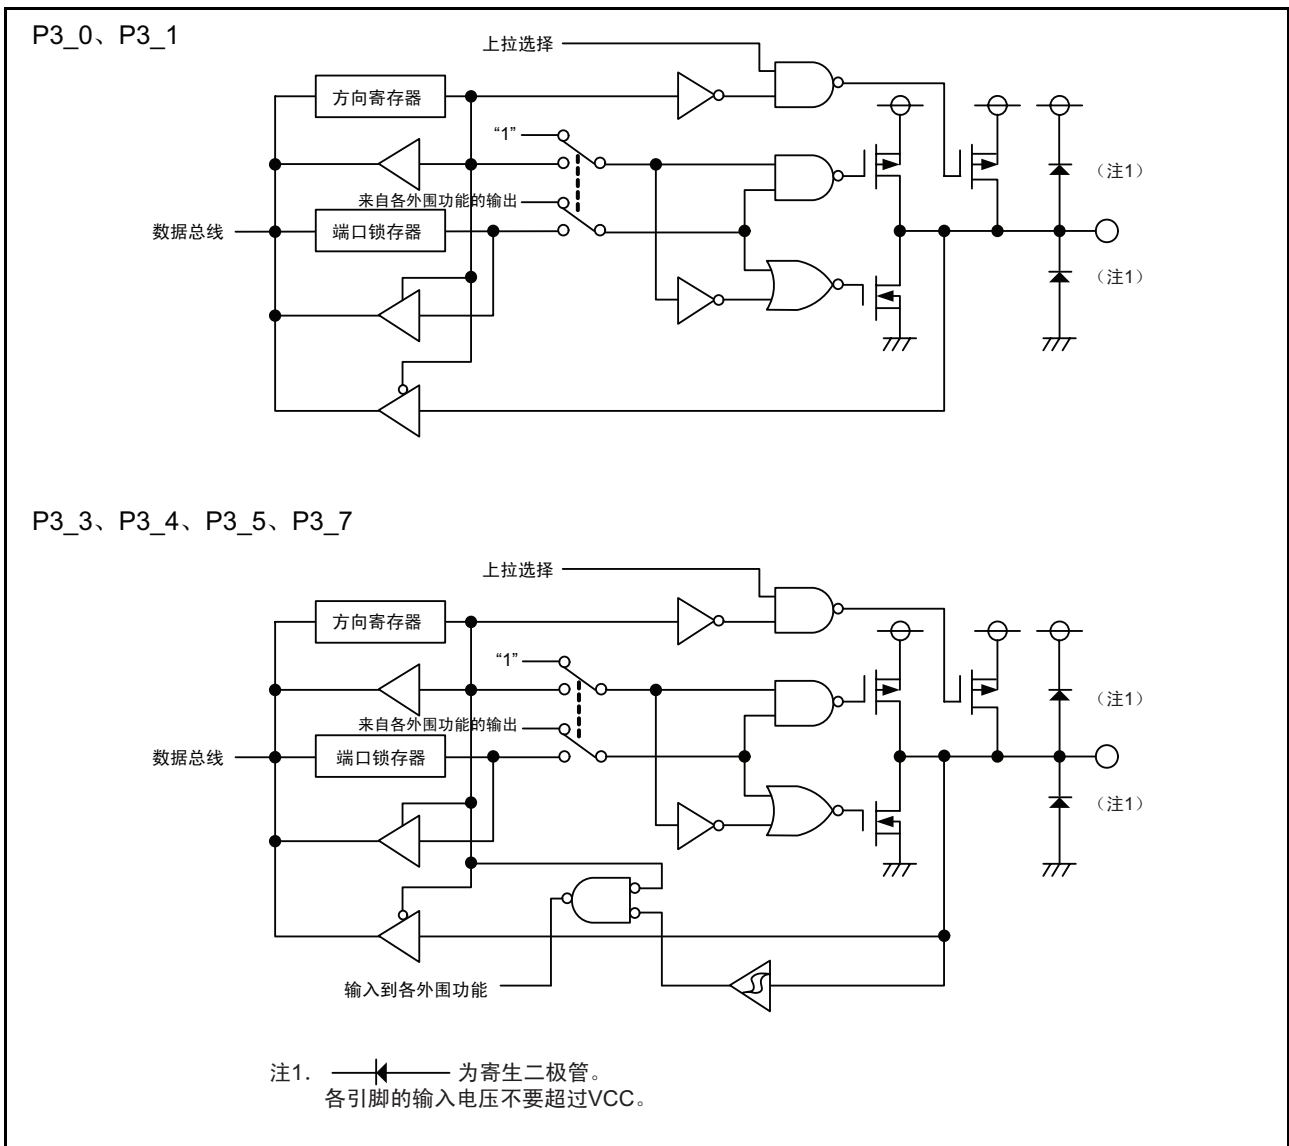 P3_0、P3_1
上拉选择
方向寄存器
“1”
（注1）
来自各外围功能的输出
数据总线
端口锁存器
（注1）
P3_3、P3_4、P3_5、P3_7
上拉选择
方向寄存器
“1”
（注1）
来自各外围功能的输出
数据总线
端口锁存器
（注1）
输入到各外围功能
注1. 为寄生二极管。
各引脚的输入电压不要超过VCC。